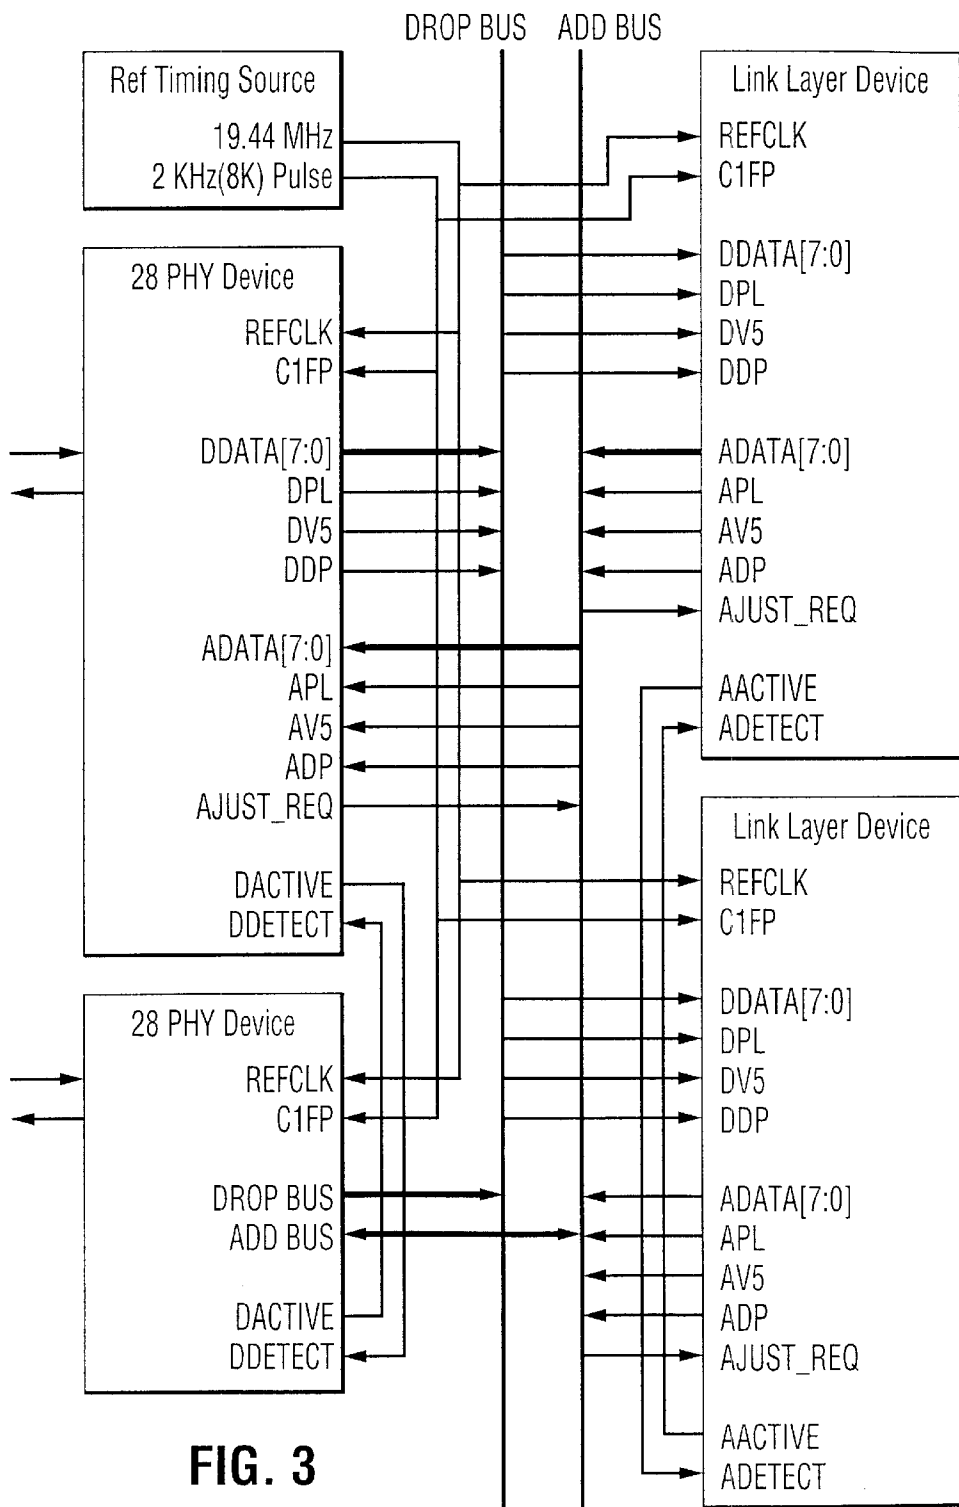 DROP BUS
ADD BUS
Ref Timing Source
19.44 MHz
2 KHz(8K) Pulse
28 PHY Device
REFCLK
C1FP
DDATA[7:0]
DPL
DV5
DDP
ADATA[7:0]
APL
AV5
ADP
AJUST_REQ
DACTIVE
DDETECT
28 PHY Device
REFCLK
C1FP
DROP BUS
ADD BUS
DACTIVE
DDETECT
Link Layer Device
REFCLK
C1FP
DDATA[7:0]
DPL
DV5
DDP
ADATA[7:0]
APL
AV5
ADP
AJUST_REQ
AACTIVE
ADETECT
Link Layer Device
REFCLK
C1FP
DDATA[7:0]
DPL
DV5
DDP
ADATA[7:0]
APL
AV5
ADP
AJUST_REQ
AACTIVE
ADETECT
FIG. 3